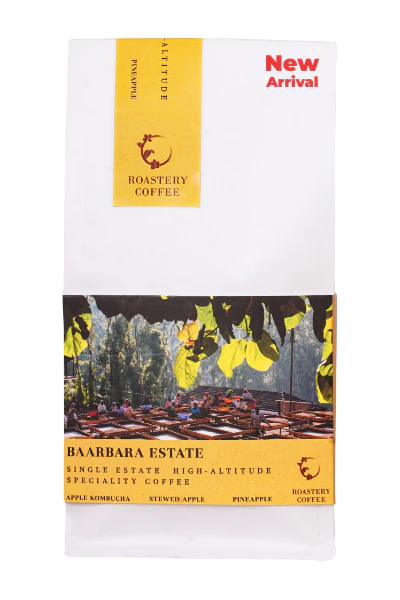 New
Arrival
ALTITUDE
PINEAPPLE
ROASTERY
COFFEE
BAARBARA ESTATE
SINGLE ESTATE HIGH-ALTITUDE
SPECIALITY COFFEE
APPLE KOMBUCHA STEWED APPLE PINEAPPLE
ROASTERY
COFFEE